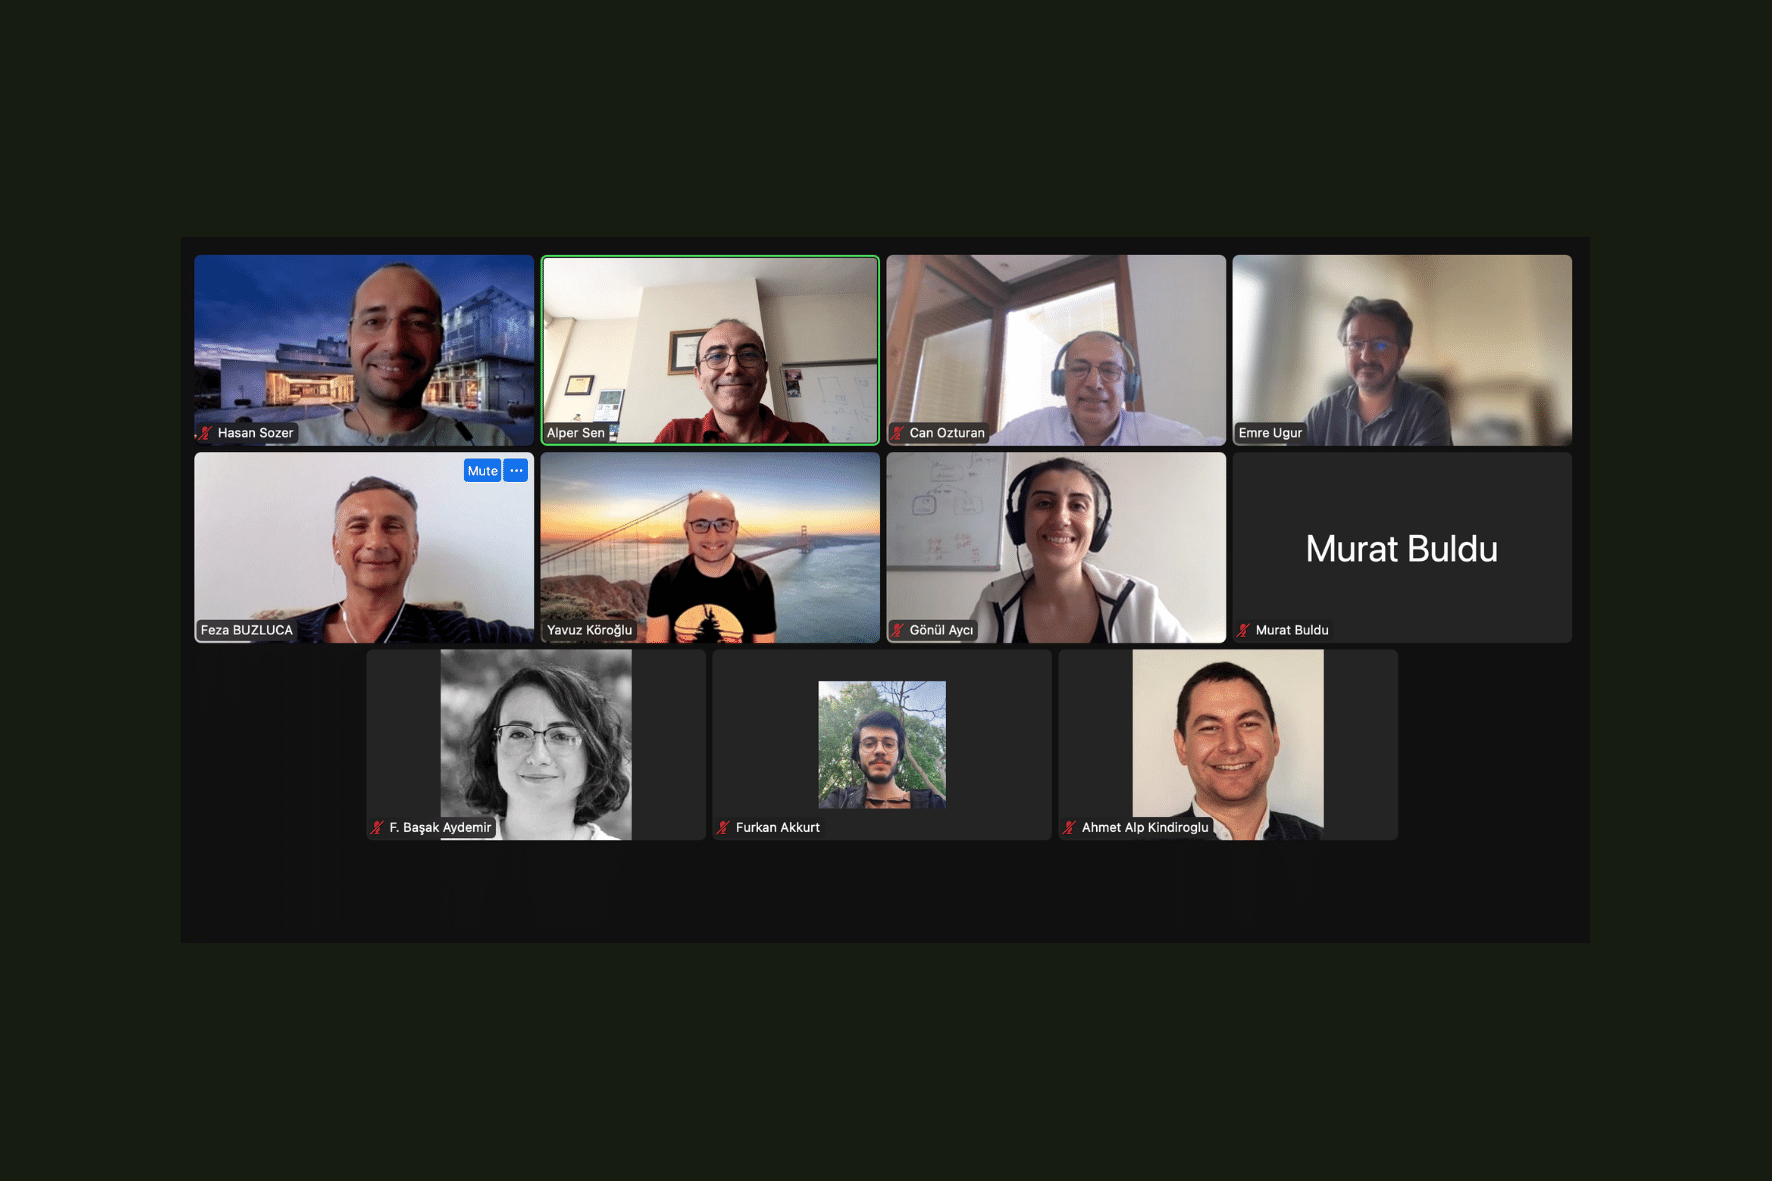 Hasan Sozer
Alper Sen
Can Ozturan
Emre Ugur
Mute ...
Feza BUZLUCA
Yavuz Köroğlu
Gönül Aycı
Murat Buldu
Murat Buldu
F. Başak Aydemir
Furkan Akkurt
Ahmet Alp Kindiroglu